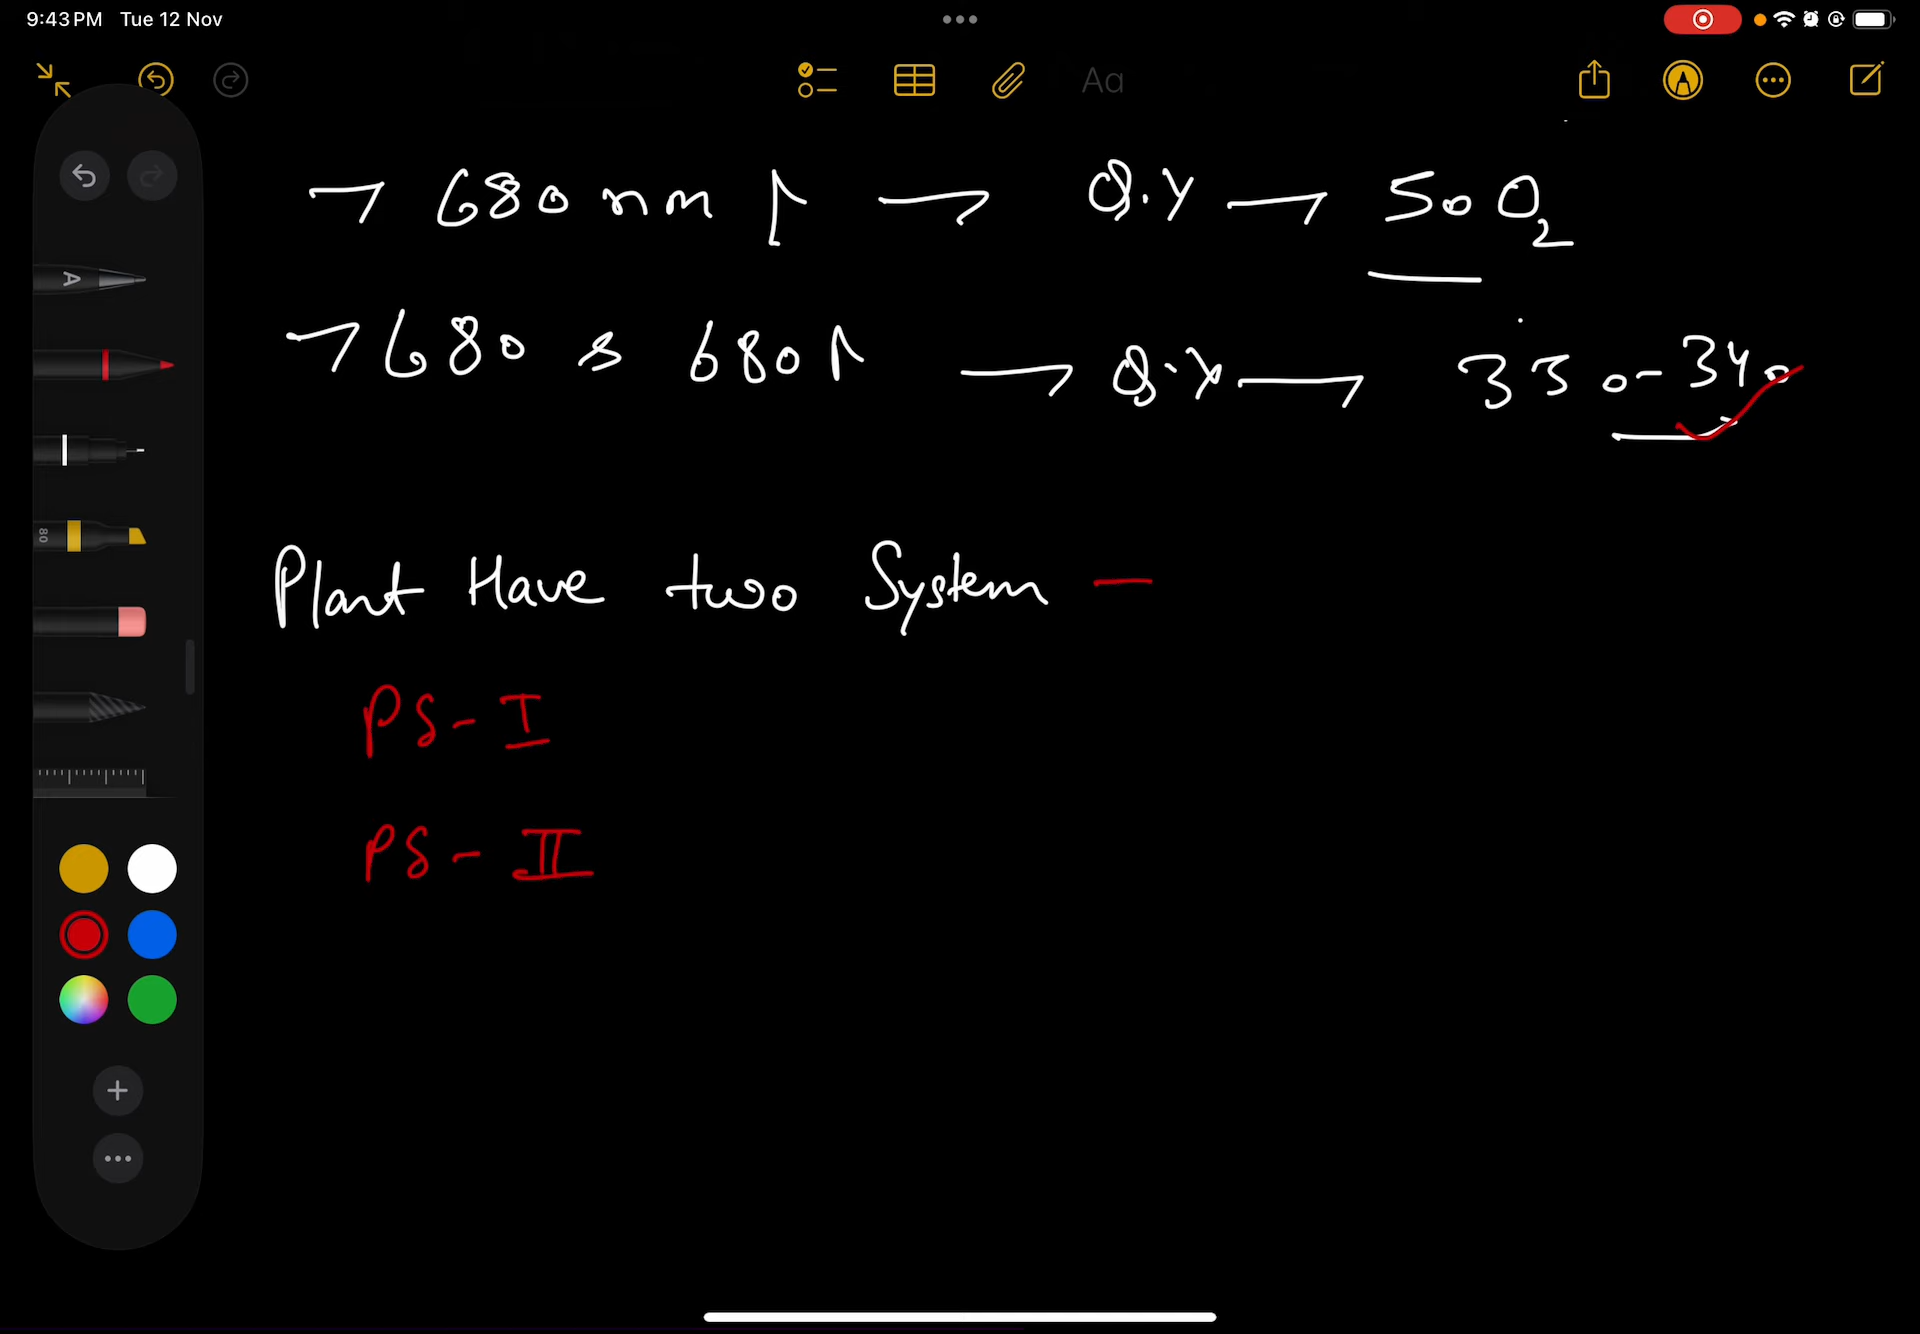 9:43 PM Tue 12 Nov
Aa
→ 680 nm ↑ → Q.Y → 50 O2
→ 680 & 680↑ → Q.Y → 330-340
Plant Have two System —
PS-I
PS-II
A
80